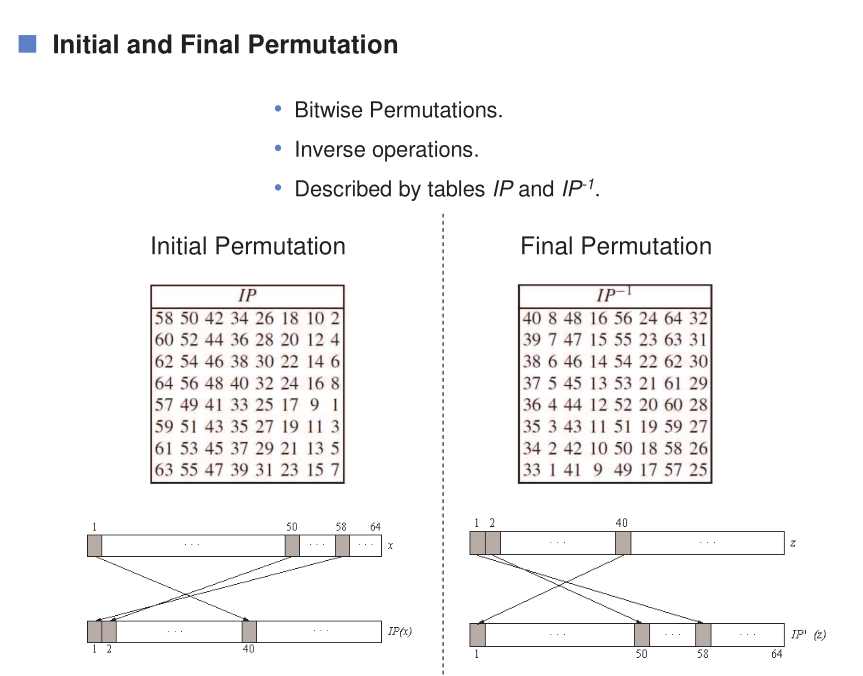 Initial and Final Permutation
• Bitwise Permutations.
• Inverse operations.
• Described by tables IP and IP⁻¹.
Initial Permutation
IP
58 50 42 34 26 18 10 2
60 52 44 36 28 20 12 4
62 54 46 38 30 22 14 6
64 56 48 40 32 24 16 8
57 49 41 33 25 17 9 1
59 51 43 35 27 19 11 3
61 53 45 37 29 21 13 5
63 55 47 39 31 23 15 7
1 50 58 64
· · · · · · · · · x
· · · · · · IP(x)
1 2 40
Final Permutation
IP⁻¹
40 8 48 16 56 24 64 32
39 7 47 15 55 23 63 31
38 6 46 14 54 22 62 30
37 5 45 13 53 21 61 29
36 4 44 12 52 20 60 28
35 3 43 11 51 19 59 27
34 2 42 10 50 18 58 26
33 1 41 9 49 17 57 25
1 2 40
· · · · · · z
· · · · · · · · · IP' (z)
1 50 58 64